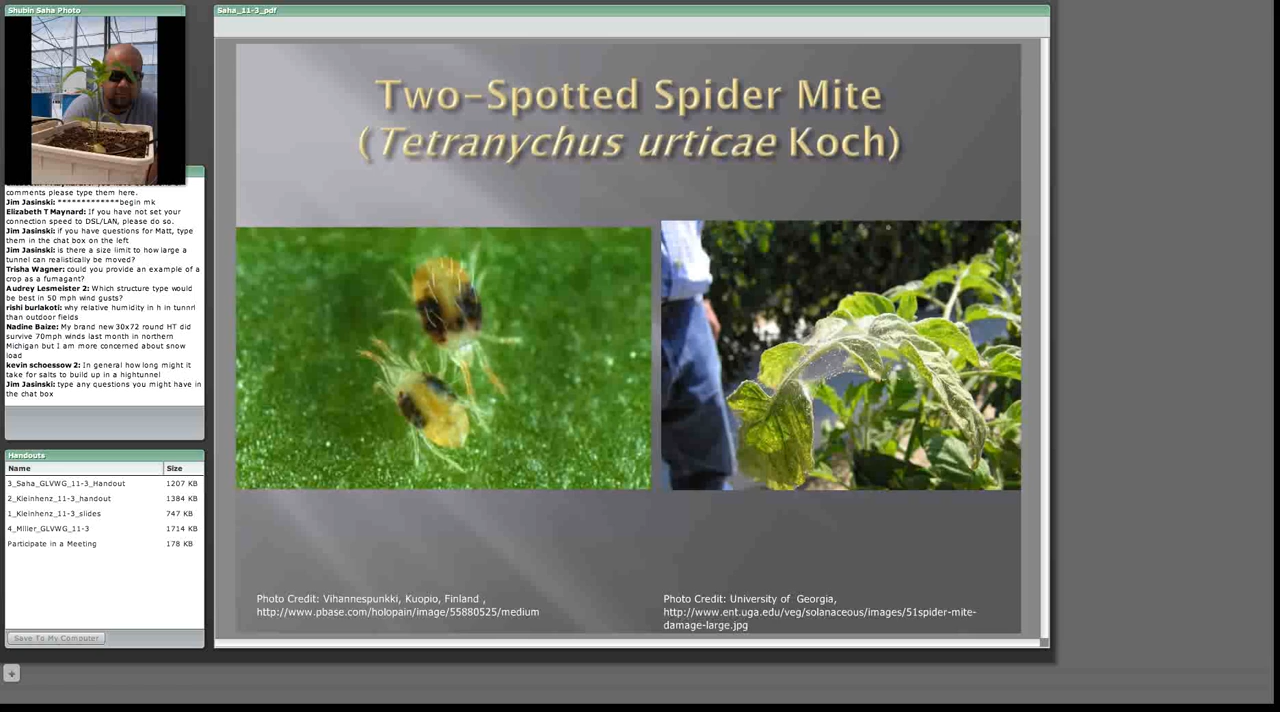 Shubin Saha Photo
comments please type them here.
Jim Jasinski: *************begin mk
Elizabeth T Maynard: If you have not set your
connection speed to DSL/LAN, please do so.
Jim Jasinski: if you have questions for Matt, type
them in the chat box on the left
Jim Jasinski: is there a size limit to how large a
tunnel can realistically be moved?
Trisha Wagner: could you provide an example of a
crop as a fumagant?
Audrey Lesmeister 2: Which structure type would
be best in 50 mph wind gusts?
rishi burlakoti: why relative humidity in h in tunnrl
than outdoor fields
Nadine Baize: My brand new 30x72 round HT did
survive 70mph winds last month in northern
Michigan but I am more concerned about snow
load
kevin schoessow 2: In general how long might it
take for salts to build up in a hightunnel
Jim Jasinski: type any questions you might have in
the chat box
Handouts
Name Size
3_Saha_GLVWG_11-3_Handout 1207 KB
2_Kleinhenz_11-3_handout 1384 KB
1_Kleinhenz_11-3_slides 747 KB
4_Miller_GLVWG_11-3 1714 KB
Participate in a Meeting 178 KB
Save To My Computer
Saha_11-3_pdf
Two-Spotted Spider Mite
(Tetranychus urticae Koch)
Photo Credit: Vihannespunkki, Kuopio, Finland ,
http://www.pbase.com/holopain/image/55880525/medium
Photo Credit: University of Georgia,
http://www.ent.uga.edu/veg/solanaceous/images/51spider-mite-
damage-large.jpg